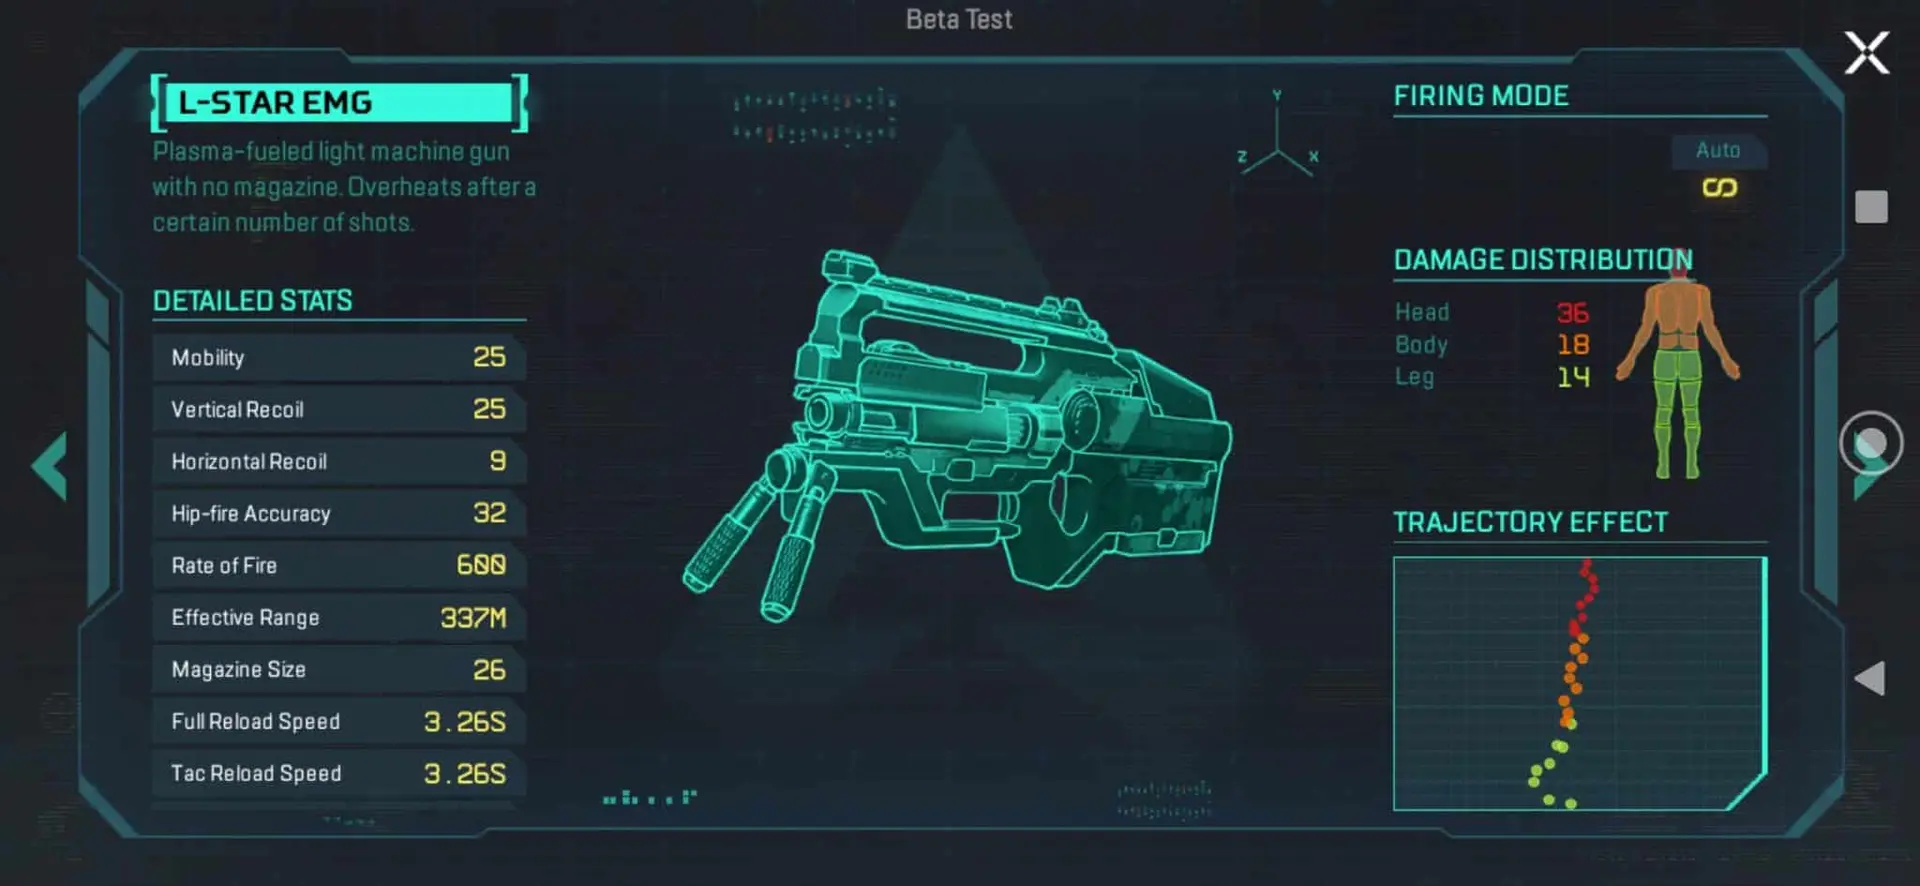 Beta Test
L-STAR EMG
Plasma-fueled light machine gun
with no magazine. Overheats after a
certain number of shots.
DETAILED STATS
Mobility 25
Vertical Recoil 25
Horizontal Recoil 9
Hip-fire Accuracy 32
Rate of Fire 600
Effective Range 337M
Magazine Size 26
Full Reload Speed 3.26S
Tac Reload Speed 3.26S
Y
Z X
FIRING MODE
Auto
DAMAGE DISTRIBUTION
Head 36
Body 18
Leg 14
TRAJECTORY EFFECT